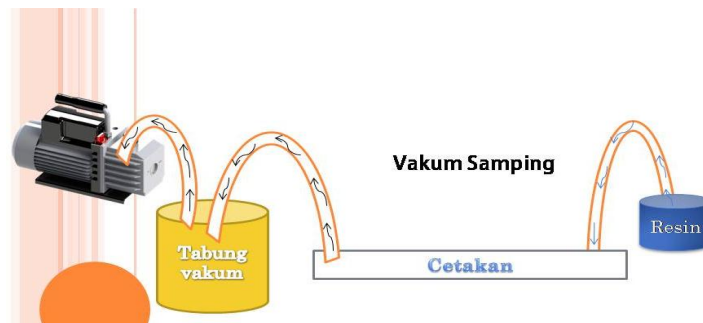 Vakum Samping
Resin
Tabung
vakum
Cetakan